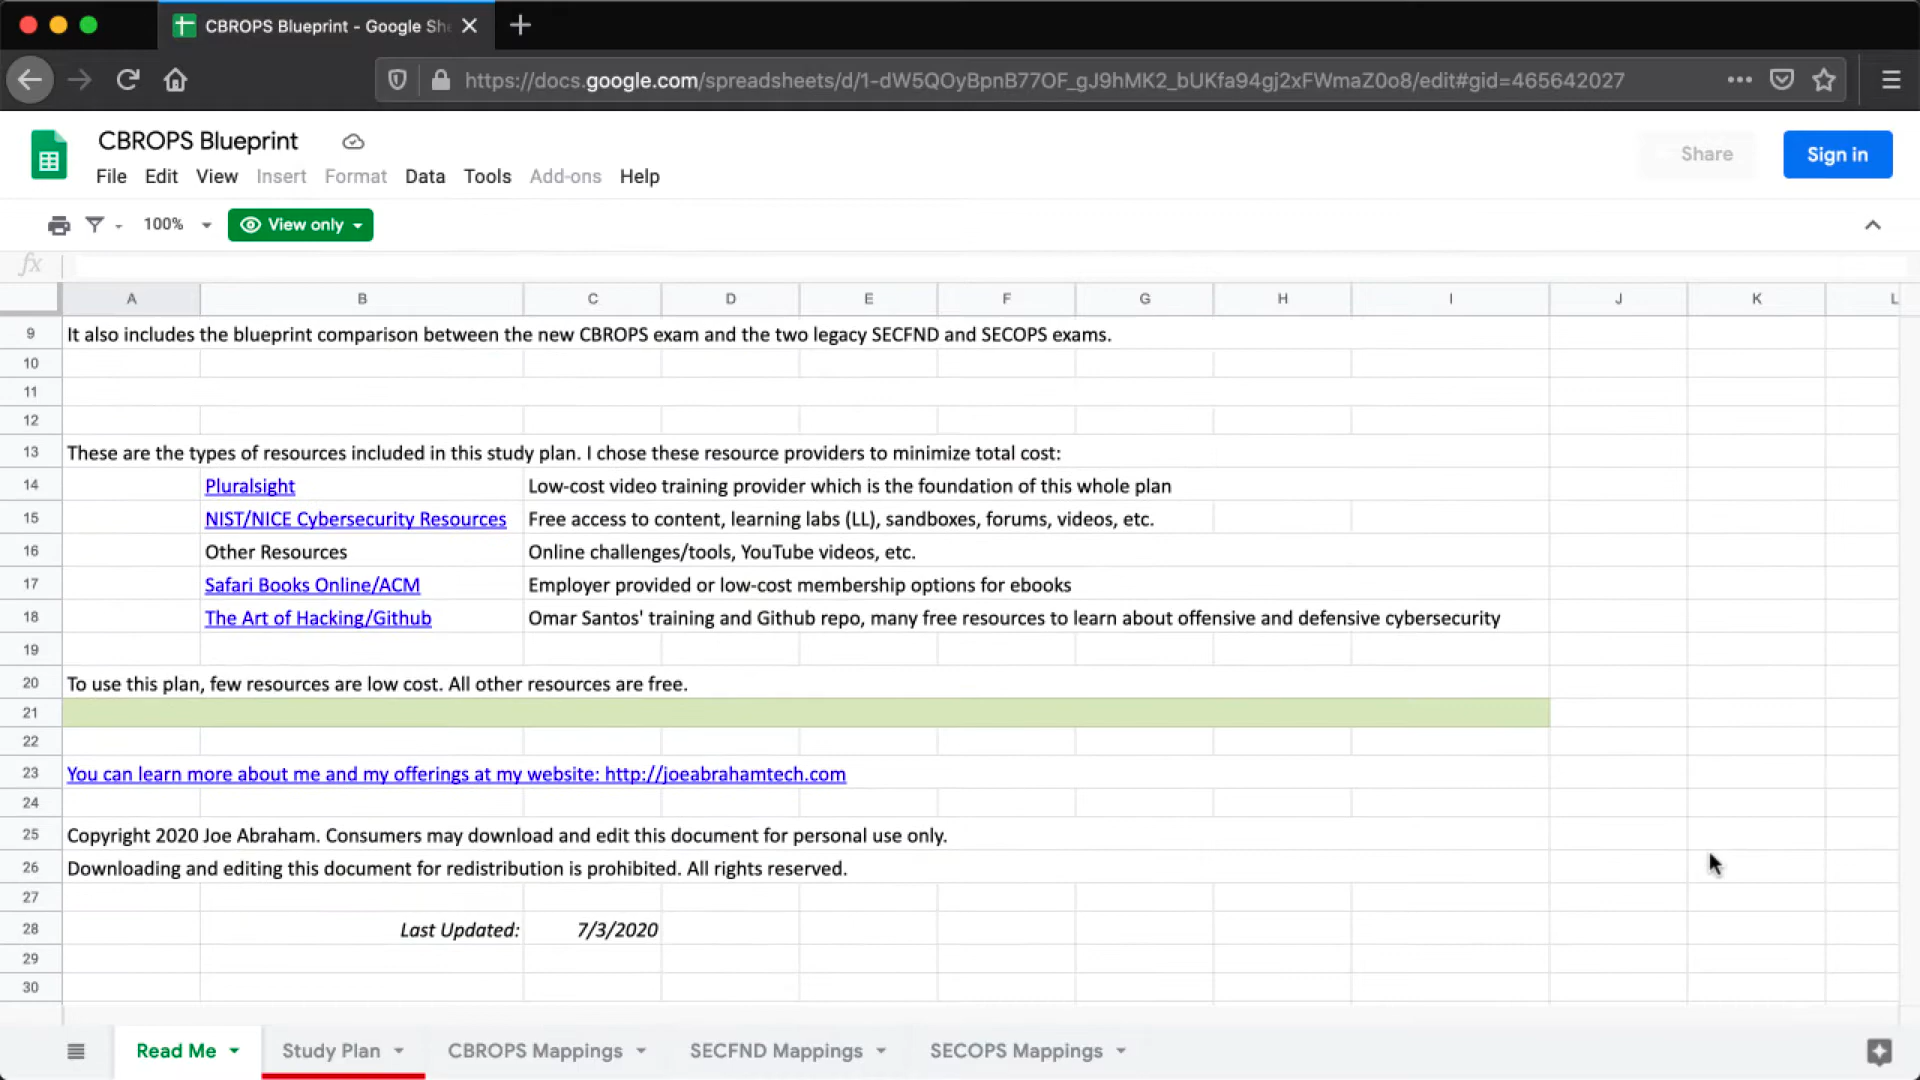 CBROPS Blueprint - Google She
https://docs.google.com/spreadsheets/d/1-dW5QOyBpnB77OF_gJ9hMK2_bUKfa94gj2xFWmaZ0o8/edit#gid=465642027
CBROPS Blueprint
Share
Sign in
File Edit View Insert Format Data Tools Add-ons Help
100% View only
fx
A B C D E F G H I J K L
9 It also includes the blueprint comparison between the new CBROPS exam and the two legacy SECFND and SECOPS exams.
10
11
12
13 These are the types of resources included in this study plan. I chose these resource providers to minimize total cost:
14 Pluralsight Low-cost video training provider which is the foundation of this whole plan
15 NIST/NICE Cybersecurity Resources Free access to content, learning labs (LL), sandboxes, forums, videos, etc.
16 Other Resources Online challenges/tools, YouTube videos, etc.
17 Safari Books Online/ACM Employer provided or low-cost membership options for ebooks
18 The Art of Hacking/Github Omar Santos' training and Github repo, many free resources to learn about offensive and defensive cybersecurity
19
20 To use this plan, few resources are low cost. All other resources are free.
21
22
23 You can learn more about me and my offerings at my website: http://joeabrahamtech.com
24
25 Copyright 2020 Joe Abraham. Consumers may download and edit this document for personal use only.
26 Downloading and editing this document for redistribution is prohibited. All rights reserved.
27
28 Last Updated: 7/3/2020
29
30
Read Me Study Plan CBROPS Mappings SECFND Mappings SECOPS Mappings